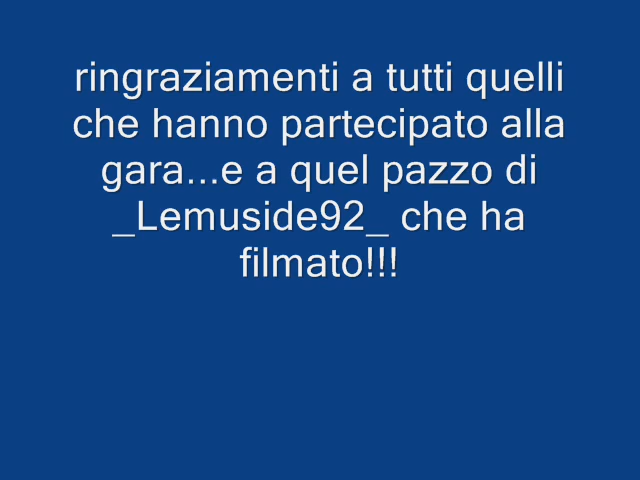 ringraziamenti a tutti quelli
che hanno partecipato alla
gara...e a quel pazzo di
_Lemuside92_ che ha
filmato!!!